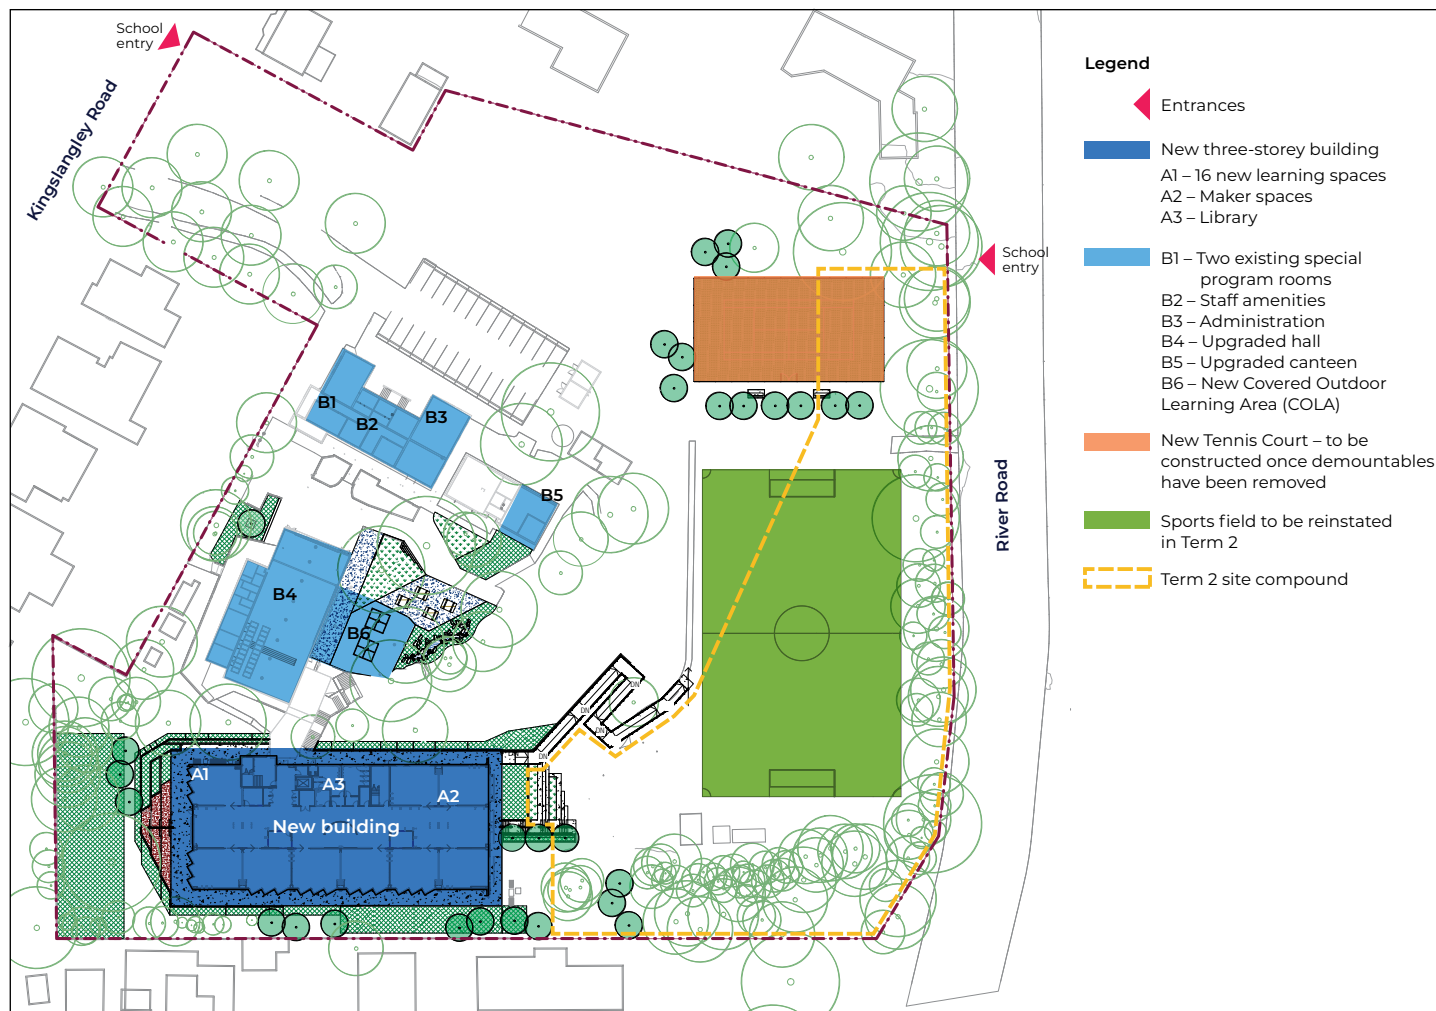 School
entry
Kingslangley Road
School
entry
River Road
B1
B2
B3
B5
B4
B6
DN
DN
DN
DN
A1
A3
A2
New building
Legend
Entrances
New three-storey building
A1 – 16 new learning spaces
A2 – Maker spaces
A3 – Library
B1 – Two existing special
program rooms
B2 – Staff amenities
B3 – Administration
B4 – Upgraded hall
B5 – Upgraded canteen
B6 – New Covered Outdoor
Learning Area (COLA)
New Tennis Court – to be
constructed once demountables
have been removed
Sports field to be reinstated
in Term 2
Term 2 site compound